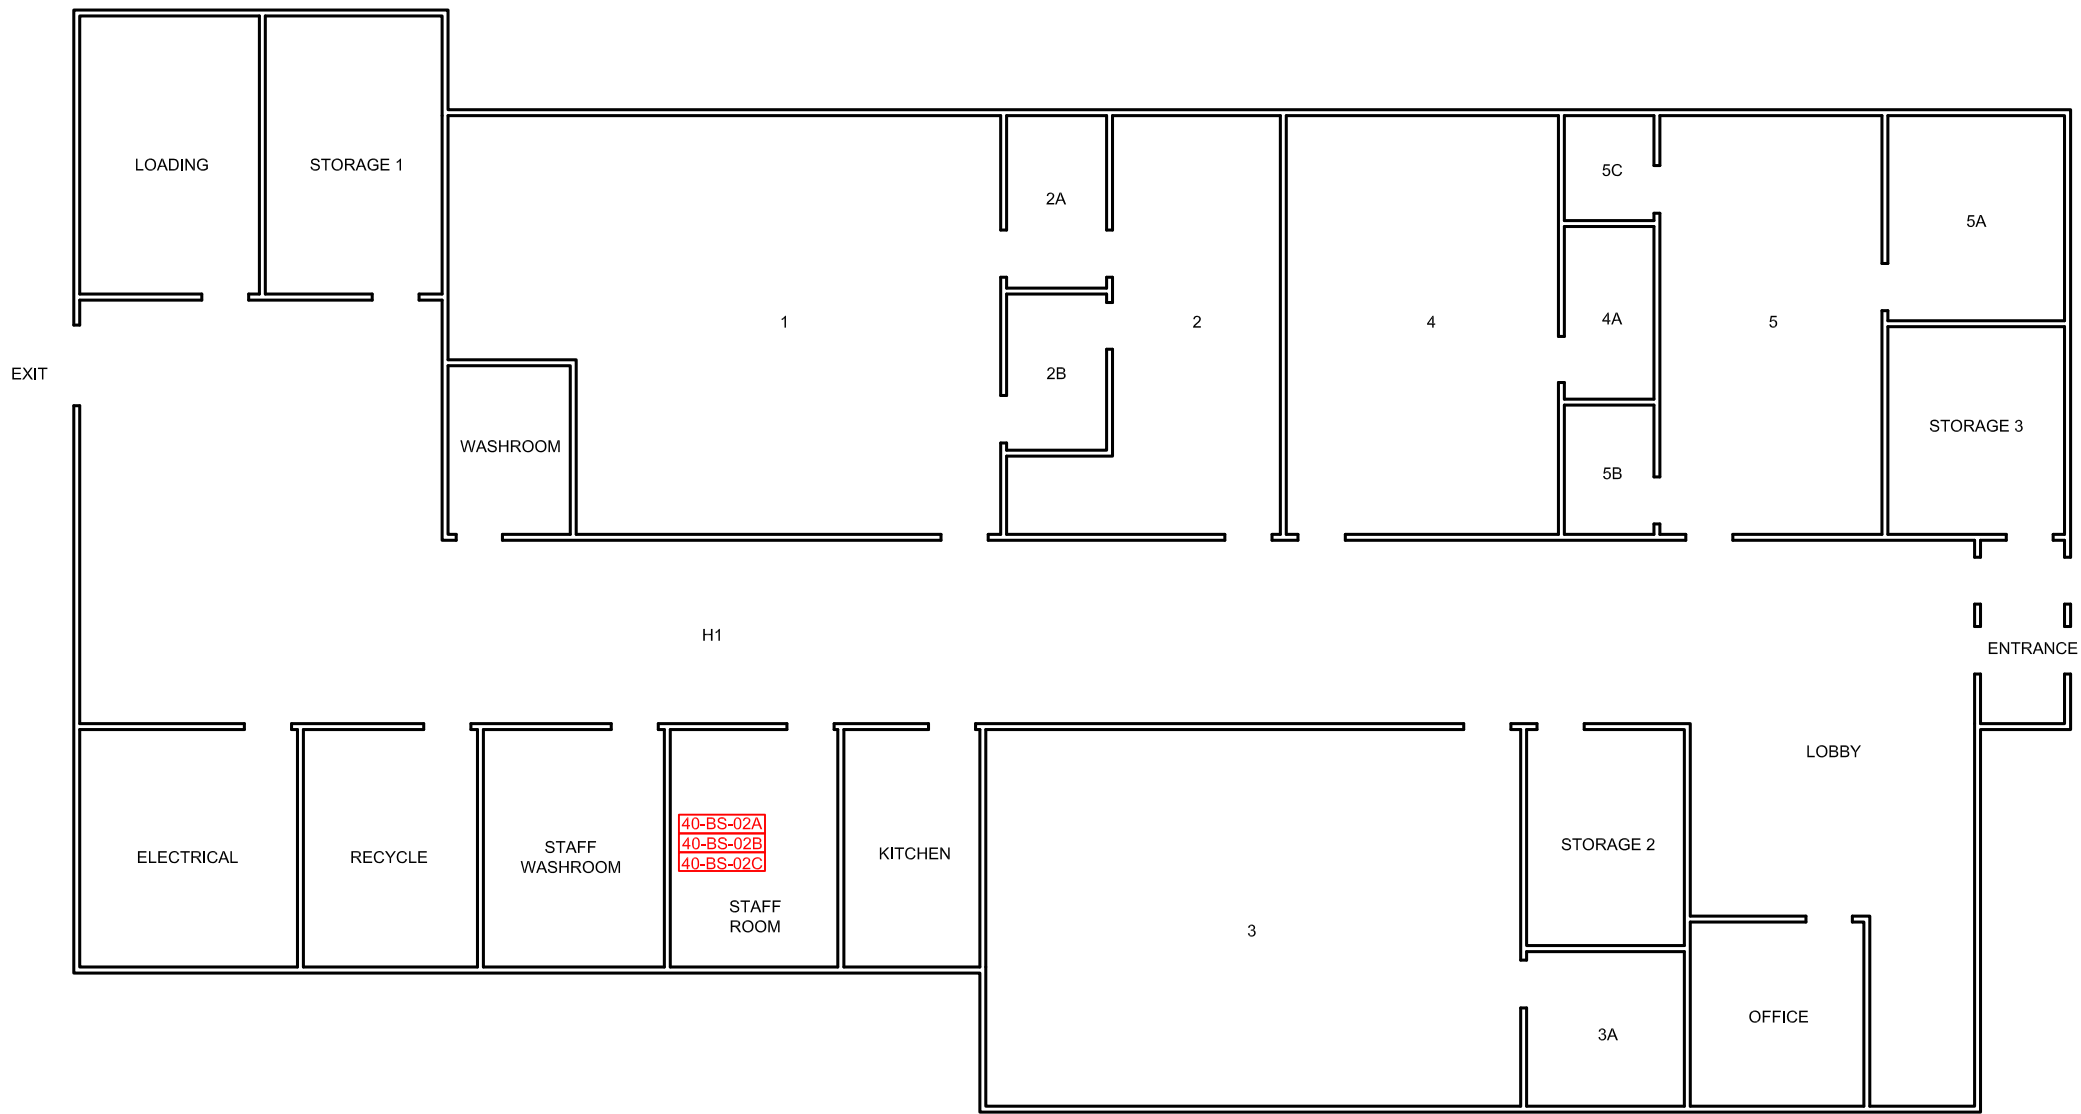 LOADING
STORAGE 1
5C
2A
5A
1
2
4
4A
5
EXIT
2B
STORAGE 3
WASHROOM
5B
H1
ENTRANCE
LOBBY
40-BS-02A
40-BS-02B
40-BS-02C
ELECTRICAL
RECYCLE
STAFF
WASHROOM
KITCHEN
STORAGE 2
STAFF
ROOM
3
OFFICE
3A